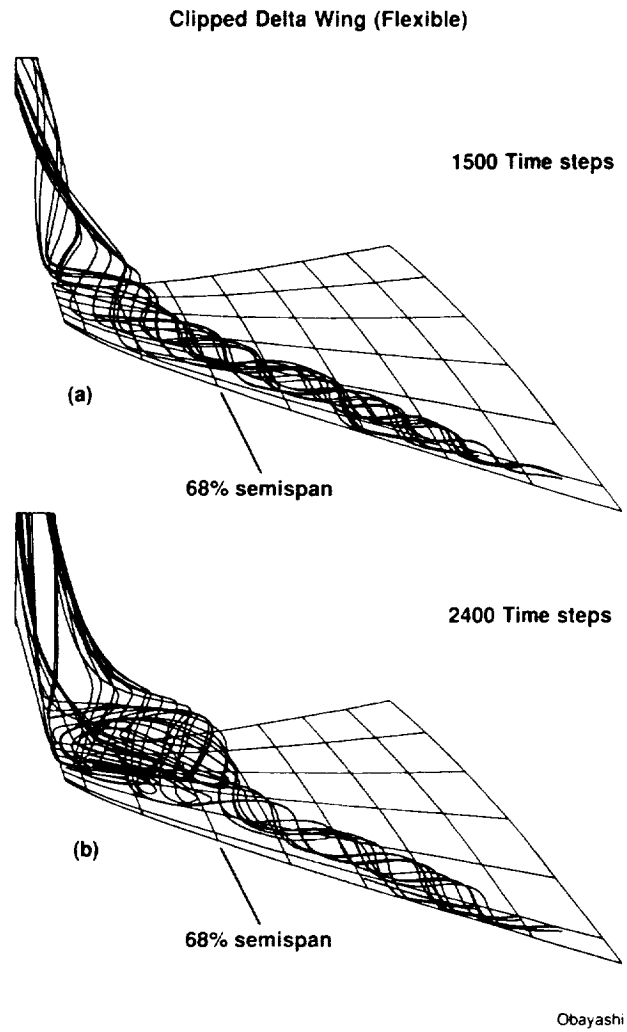 Clipped Delta Wing (Flexible)
1500 Time steps
(a)
68% semispan
2400 Time steps
(b)
68% semispan
Obayashi